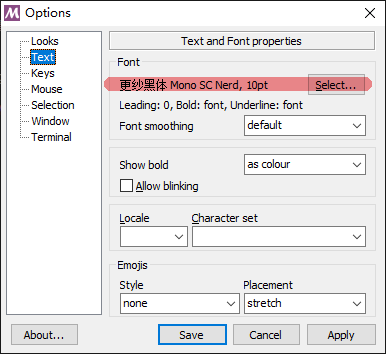 Options
Looks
Text
Keys
Mouse
Selection
Window
Terminal
Text and Font properties
Font
更纱黑体 Mono SC Nerd, 10pt
Select...
Leading: 0, Bold: font, Underline: font
Font smoothing
default
Show bold
as colour
Allow blinking
Locale
Character set
Emojis
Style
Placement
none
stretch
About...
Save
Cancel
Apply